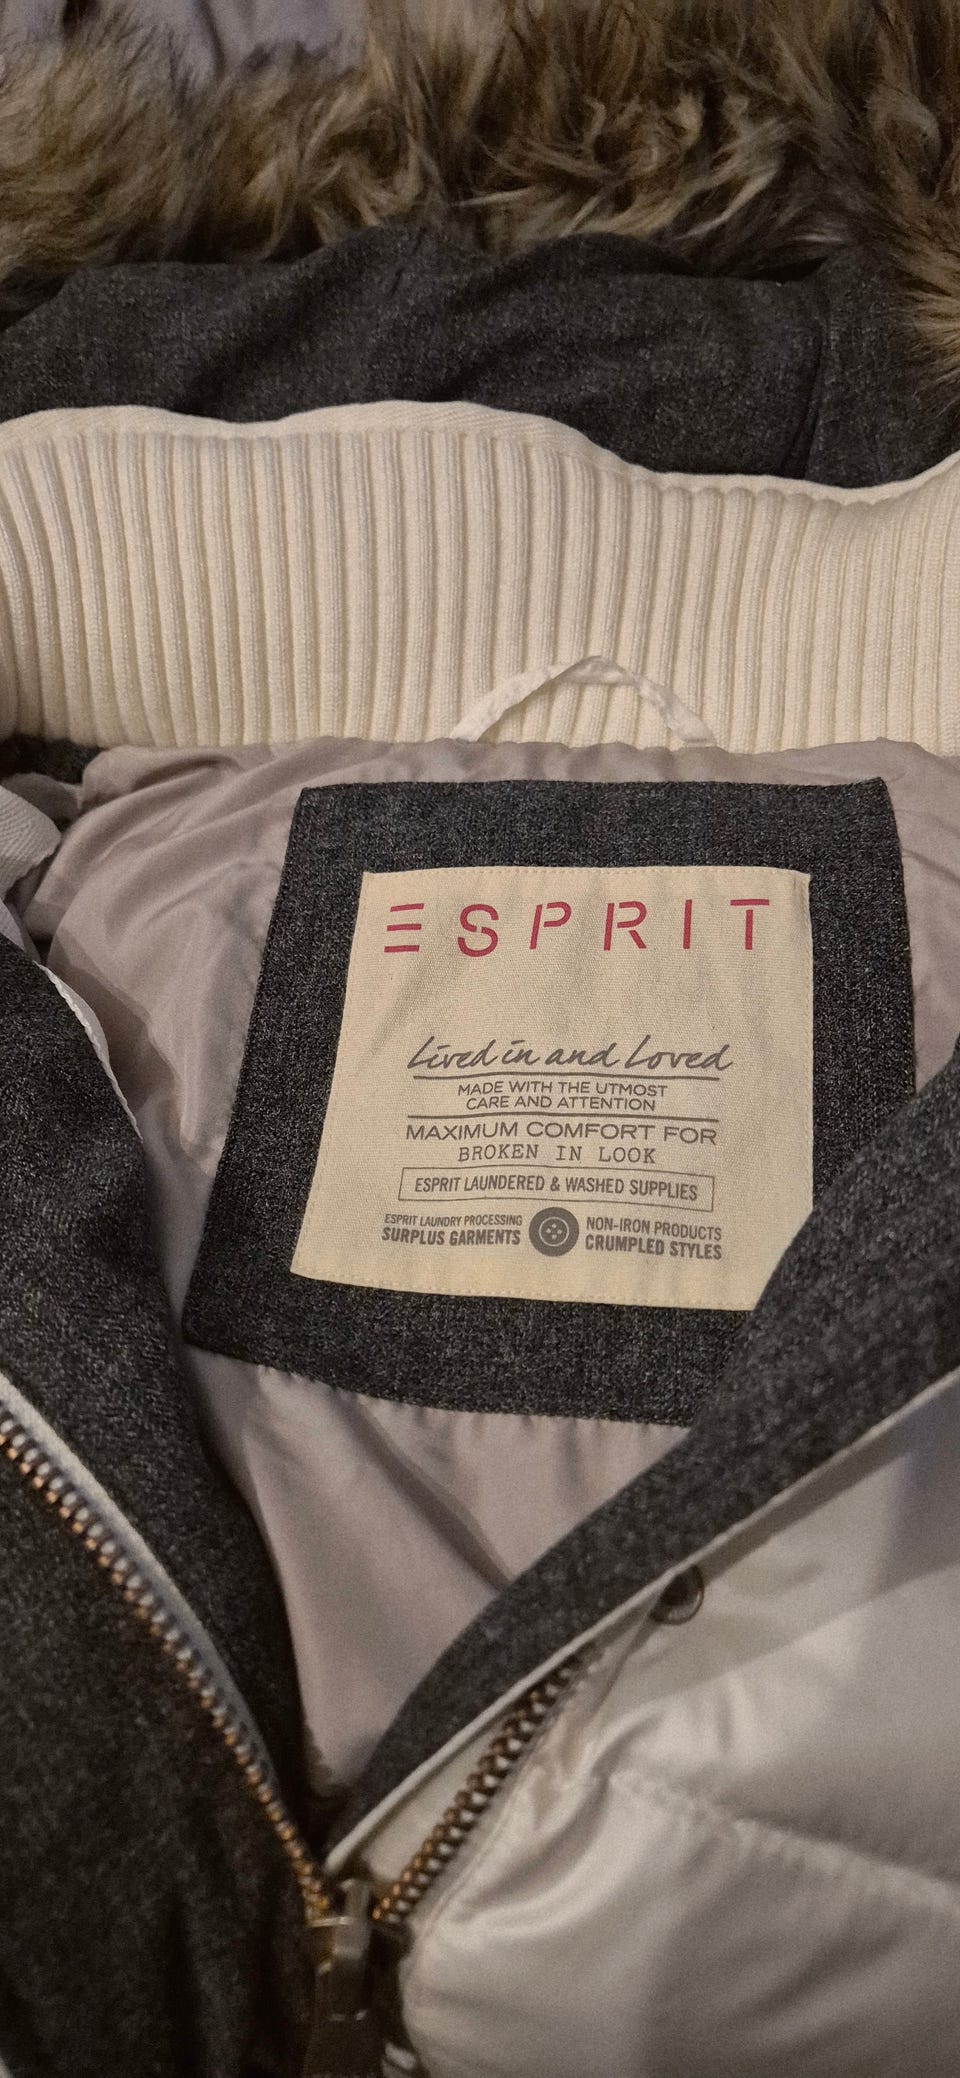 ESPRIT
Lived in and Loved
MADE WITH THE UTMOST
CARE AND ATTENTION
MAXIMUM COMFORT FOR
BROKEN IN LOOK
ESPRIT LAUNDERED & WASHED SUPPLIES
ESPRIT LAUNDRY PROCESSING
SURPLUS GARMENTS
NON-IRON PRODUCTS
CRUMPLED STYLES